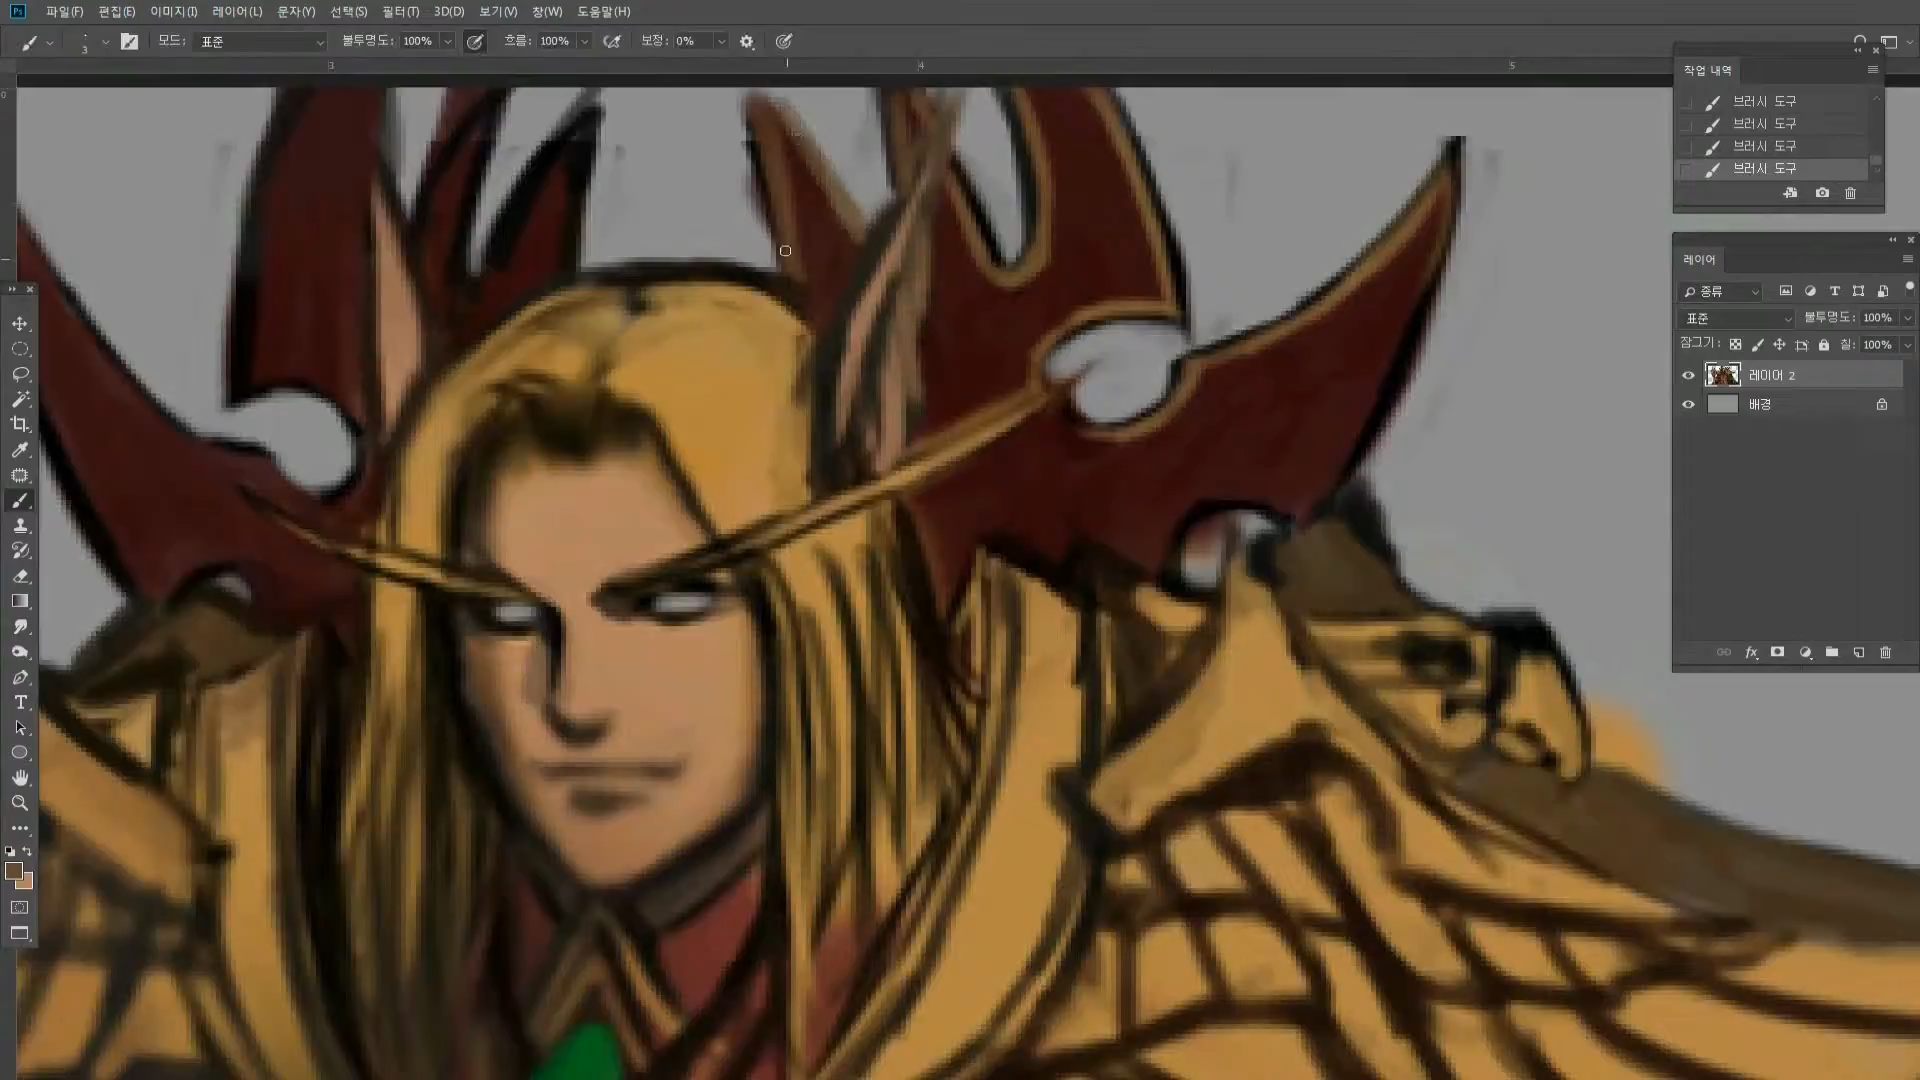 Ps 파일(F) 편집(E) 이미지(I) 레이어(L) 문자(Y) 선택(S) 필터(T) 3D(D) 보기(V) 창(W) 도움말(H)
3 모드: 표준 불투명도: 100% 흐름: 100% 보정: 0%
3 4 5
0
작업 내역
브러시 도구
브러시 도구
브러시 도구
브러시 도구
레이어
종류
표준 불투명도: 100%
잠그기: 칠: 100%
레이어 2
배경